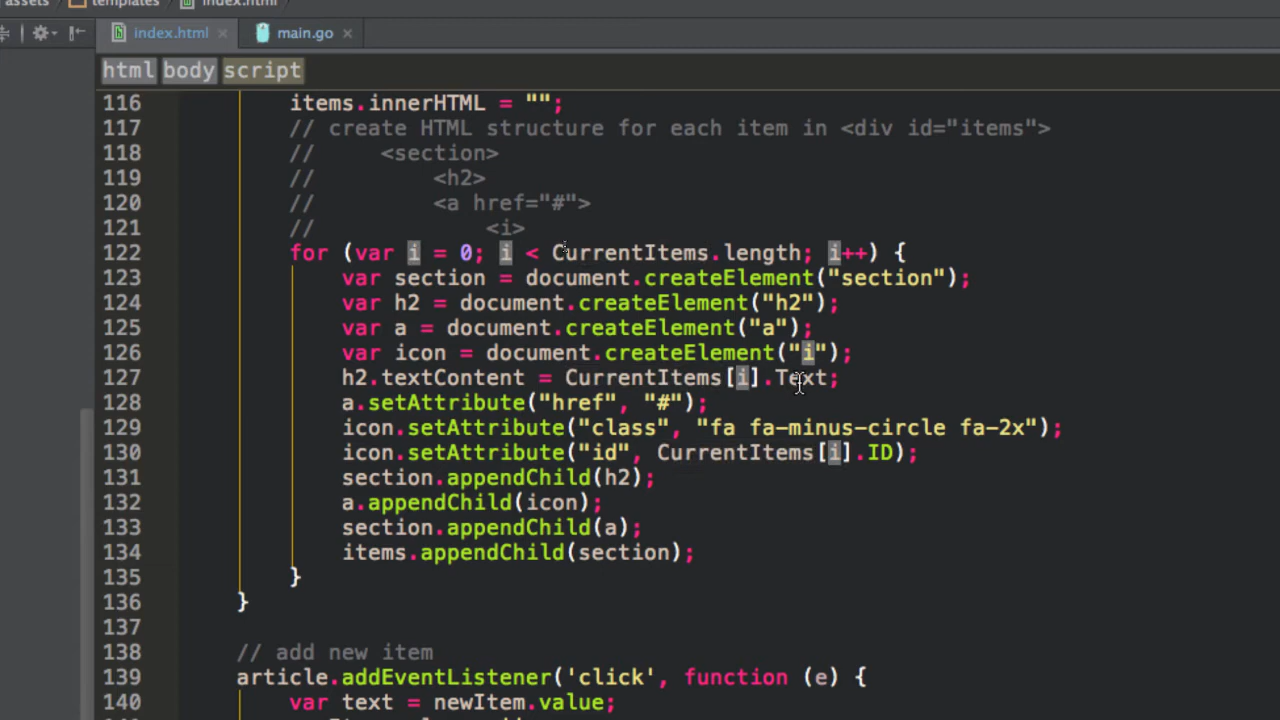 assets templates index.html
index.html main.go
html body script
116 items.innerHTML = "";
117 // create HTML structure for each item in <div id="items">
118 // <section>
119 // <h2>
120 // <a href="#">
121 // <i>
122 for (var i = 0; i < CurrentItems.length; i++) {
123 var section = document.createElement("section");
124 var h2 = document.createElement("h2");
125 var a = document.createElement("a");
126 var icon = document.createElement("i");
127 h2.textContent = CurrentItems[i].Text;
128 a.setAttribute("href", "#");
129 icon.setAttribute("class", "fa fa-minus-circle fa-2x");
130 icon.setAttribute("id", CurrentItems[i].ID);
131 section.appendChild(h2);
132 a.appendChild(icon);
133 section.appendChild(a);
134 items.appendChild(section);
135 }
136 }
137
138 // add new item
139 article.addEventListener('click', function (e) {
140 var text = newItem.value;